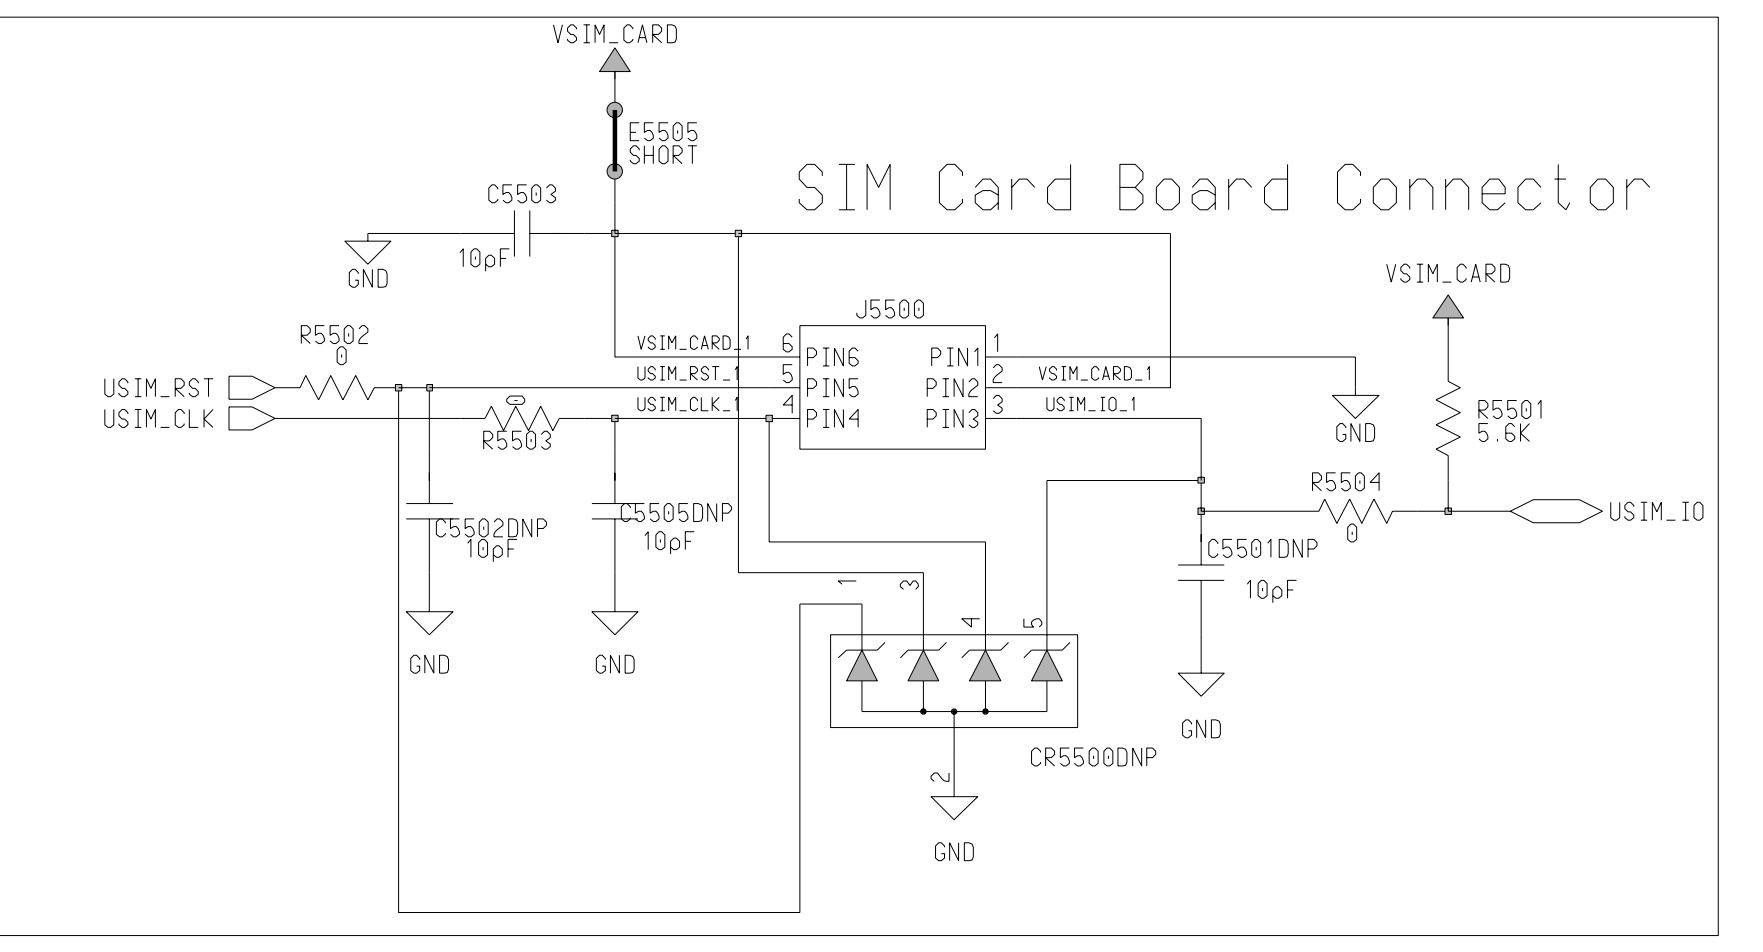 VSIM_CARD
E5505
SHORT
SIM Card Board Connector
C5503
10pF
GND
VSIM_CARD
J5500
R5502
0
VSIM_CARD_1
6
PIN6
PIN1
1
USIM_RST
USIM_RST_1
5
PIN5
PIN2
2
VSIM_CARD_1
USIM_CLK
0
R5503
USIM_CLK_1
4
PIN4
PIN3
3
USIM_IO_1
GND
R5501
5.6K
R5504
0
USIM_IO
C5502DNP
10pF
C5505DNP
10pF
C5501DNP
10pF
1
3
4
5
GND
GND
GND
CR5500DNP
2
GND